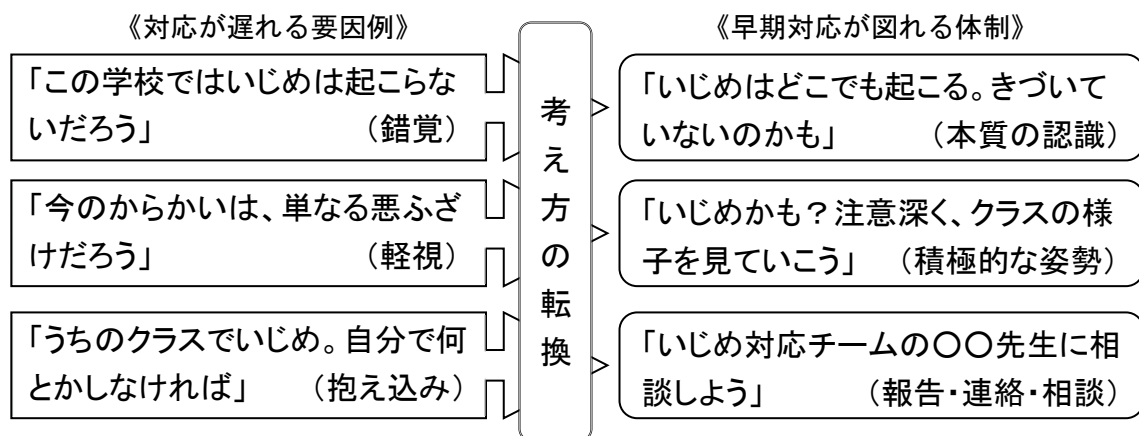 《対応が遅れる要因例》
「この学校ではいじめは起こらな
いだろう」 （錯覚）
「今のからかいは、単なる悪ふざ
けだろう」 （軽視）
「うちのクラスでいじめ。自分で何
とかしなければ」 （抱え込み）
考え方の転換
《早期対応が図れる体制》
「いじめはどこでも起こる。きづいて
いないのかも」 （本質の認識）
「いじめかも？注意深く、クラスの様
子を見ていこう」 （積極的な姿勢）
「いじめ対応チームの〇〇先生に相
談しよう」 （報告・連絡・相談）